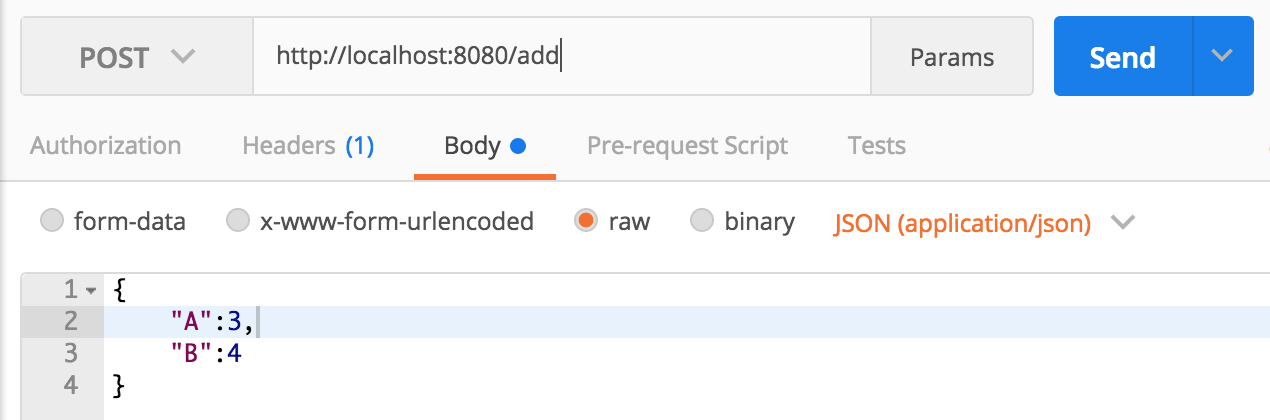 POST http://localhost:8080/add Params Send
Authorization Headers (1) Body Pre-request Script Tests
form-data x-www-form-urlencoded raw binary JSON (application/json)
1 {
2 "A":3,
3 "B":4
4 }